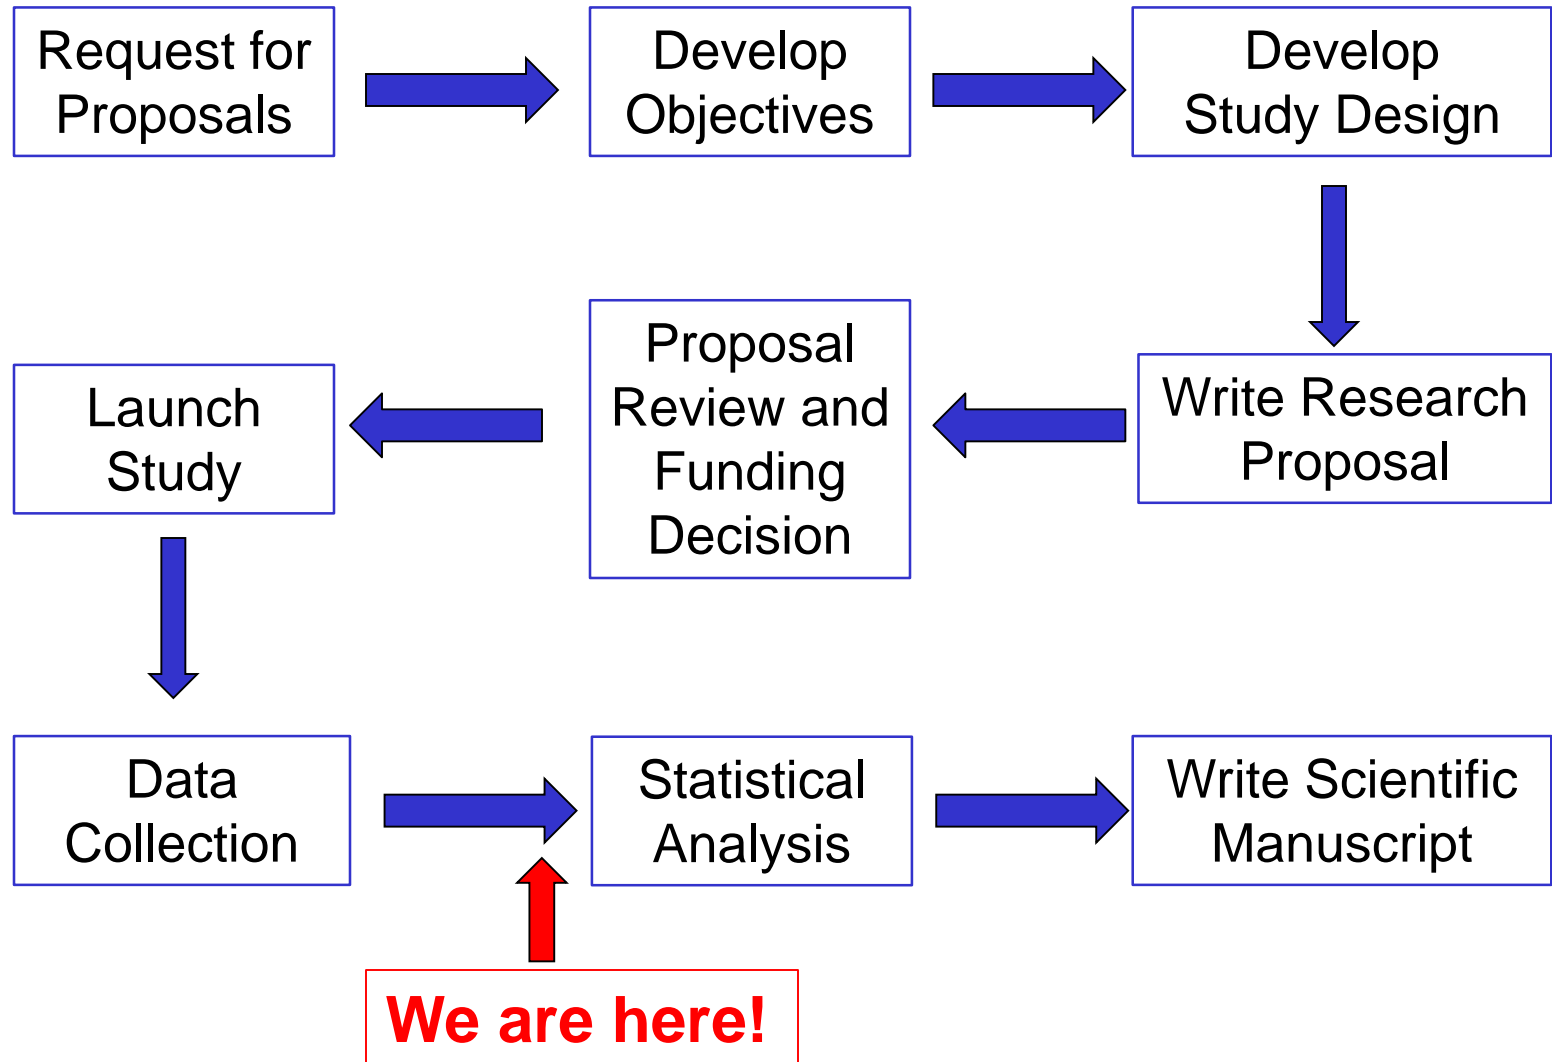 Request for
Proposals
Develop
Objectives
Develop
Study Design
Write Research
Proposal
Proposal
Review and
Funding
Decision
Launch
Study
Data
Collection
Statistical
Analysis
Write Scientific
Manuscript
We are here!